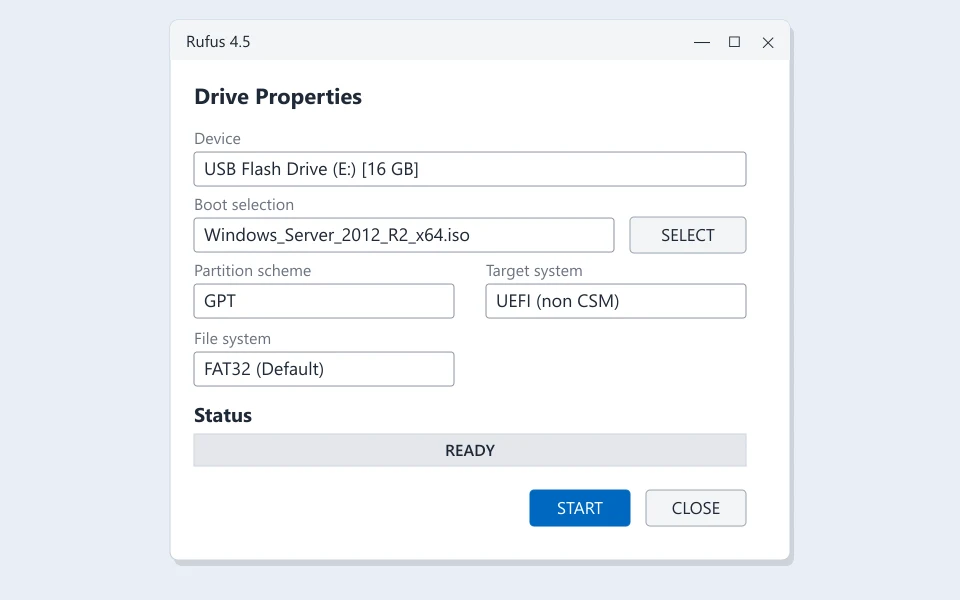 Rufus 4.5
Drive Properties
Device
USB Flash Drive (E:) [16 GB]
Boot selection
Windows_Server_2012_R2_x64.iso
SELECT
Partition scheme
Target system
GPT
UEFI (non CSM)
File system
FAT32 (Default)
Status
READY
START
CLOSE